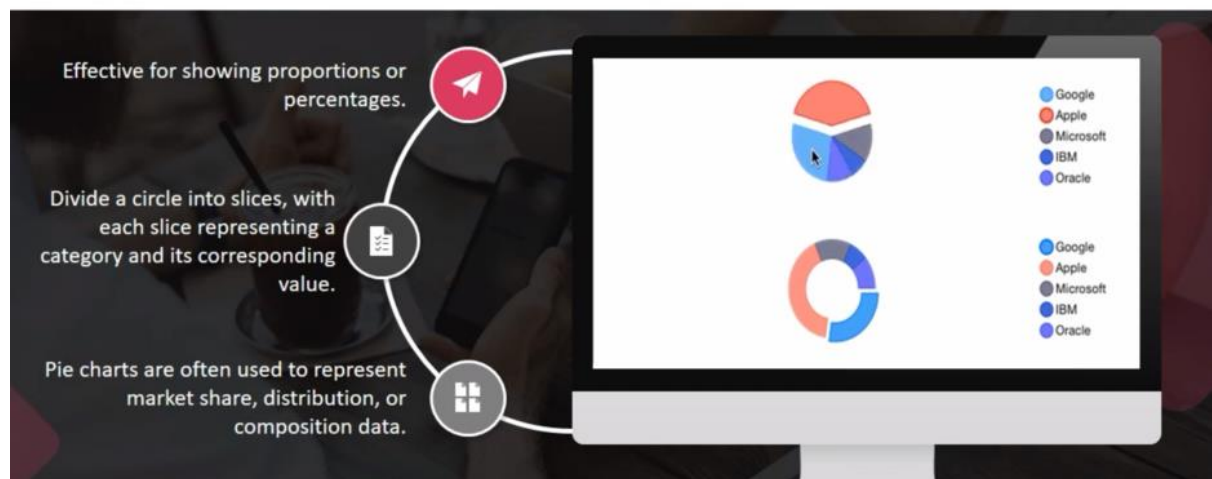 Effective for showing proportions or
percentages.
Divide a circle into slices, with
each slice representing a
category and its corresponding
value.
Pie charts are often used to represent
market share, distribution, or
composition data.
Google
Apple
Microsoft
IBM
Oracle
Google
Apple
Microsoft
IBM
Oracle